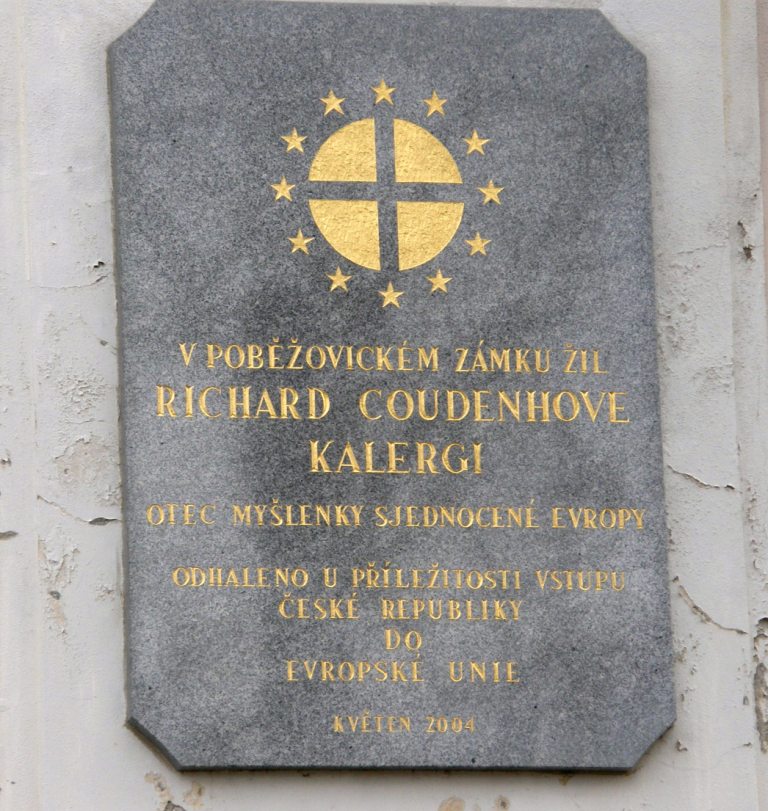 V POBĚŽOVICKÉM ZÁMKU ŽIL
RICHARD COUDENHOVE
KALERGI
OTEC MYŠLENKY SJEDNOCENÉ EVROPY
ODHALENO U PŘÍLEŽITOSTI VSTUPU
ČESKÉ REPUBLIKY
DO
EVROPSKÉ UNIE
KVĚTEN 2004